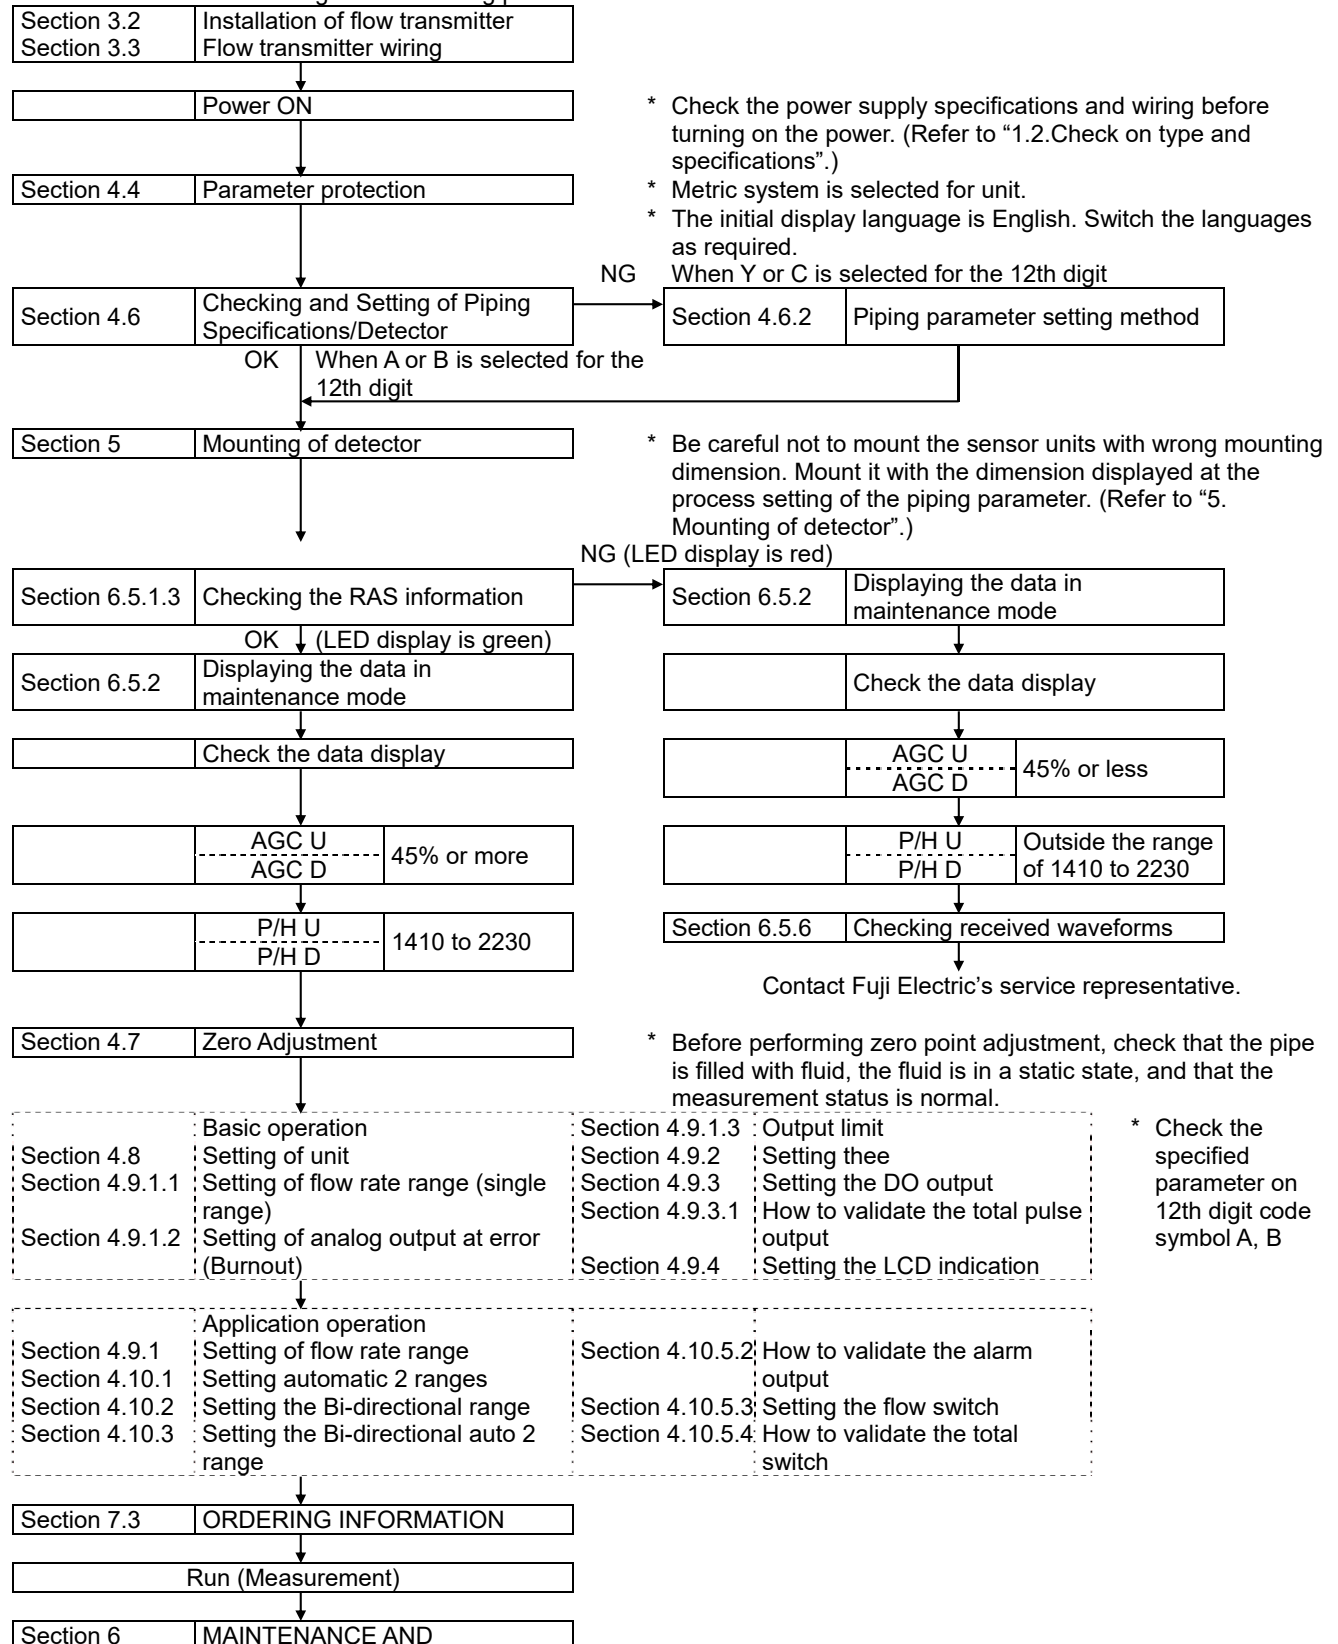 Section 3.2 Installation of flow transmitter
Section 3.3 Flow transmitter wiring
Power ON
* Check the power supply specifications and wiring before
turning on the power. (Refer to “1.2.Check on type and
specifications”.)
Section 4.4 Parameter protection
* Metric system is selected for unit.
* The initial display language is English. Switch the languages
as required.
NG When Y or C is selected for the 12th digit
Section 4.6 Checking and Setting of Piping
Specifications/Detector
Section 4.6.2 Piping parameter setting method
OK When A or B is selected for the
12th digit
Section 5 Mounting of detector
* Be careful not to mount the sensor units with wrong mounting
dimension. Mount it with the dimension displayed at the
process setting of the piping parameter. (Refer to “5.
Mounting of detector”.)
NG (LED display is red)
Section 6.5.1.3 Checking the RAS information
Section 6.5.2 Displaying the data in
maintenance mode
OK (LED display is green)
Section 6.5.2 Displaying the data in
maintenance mode
Check the data display
Check the data display
AGC U
AGC D
45% or less
AGC U
AGC D
45% or more
P/H U
P/H D
Outside the range
of 1410 to 2230
P/H U
P/H D
1410 to 2230
Section 6.5.6 Checking received waveforms
Contact Fuji Electric’s service representative.
Section 4.7 Zero Adjustment
* Before performing zero point adjustment, check that the pipe
is filled with fluid, the fluid is in a static state, and that the
measurement status is normal.
Basic operation
Section 4.8 Setting of unit
Section 4.9.1.1 Setting of flow rate range (single
range)
Section 4.9.1.2 Setting of analog output at error
(Burnout)
Section 4.9.1.3 Output limit
Section 4.9.2 Setting thee
Section 4.9.3 Setting the DO output
Section 4.9.3.1 How to validate the total pulse
output
Section 4.9.4 Setting the LCD indication
* Check the
specified
parameter on
12th digit code
symbol A, B
Application operation
Section 4.9.1 Setting of flow rate range
Section 4.10.1 Setting automatic 2 ranges
Section 4.10.2 Setting the Bi-directional range
Section 4.10.3 Setting the Bi-directional auto 2
range
Section 4.10.5.2 How to validate the alarm
output
Section 4.10.5.3 Setting the flow switch
Section 4.10.5.4 How to validate the total
switch
Section 7.3 ORDERING INFORMATION
Run (Measurement)
Section 6 MAINTENANCE AND